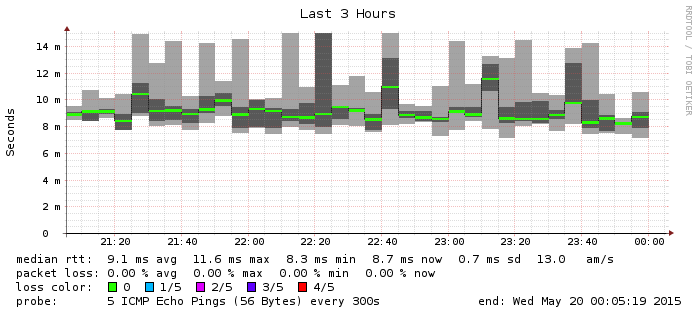 Last 3 Hours
RRDTOOL / TOBI OETIKER
Seconds
14 m
12 m
10 m
8 m
6 m
4 m
2 m
0
21:20 21:40 22:00 22:20 22:40 23:00 23:20 23:40 00:00
median rtt: 9.1 ms avg 11.6 ms max 8.3 ms min 8.7 ms now 0.7 ms sd 13.0 am/s
packet loss: 0.00 % avg 0.00 % max 0.00 % min 0.00 % now
loss color: 0 1/5 2/5 3/5 4/5
probe: 5 ICMP Echo Pings (56 Bytes) every 300s end: Wed May 20 00:05:19 2015